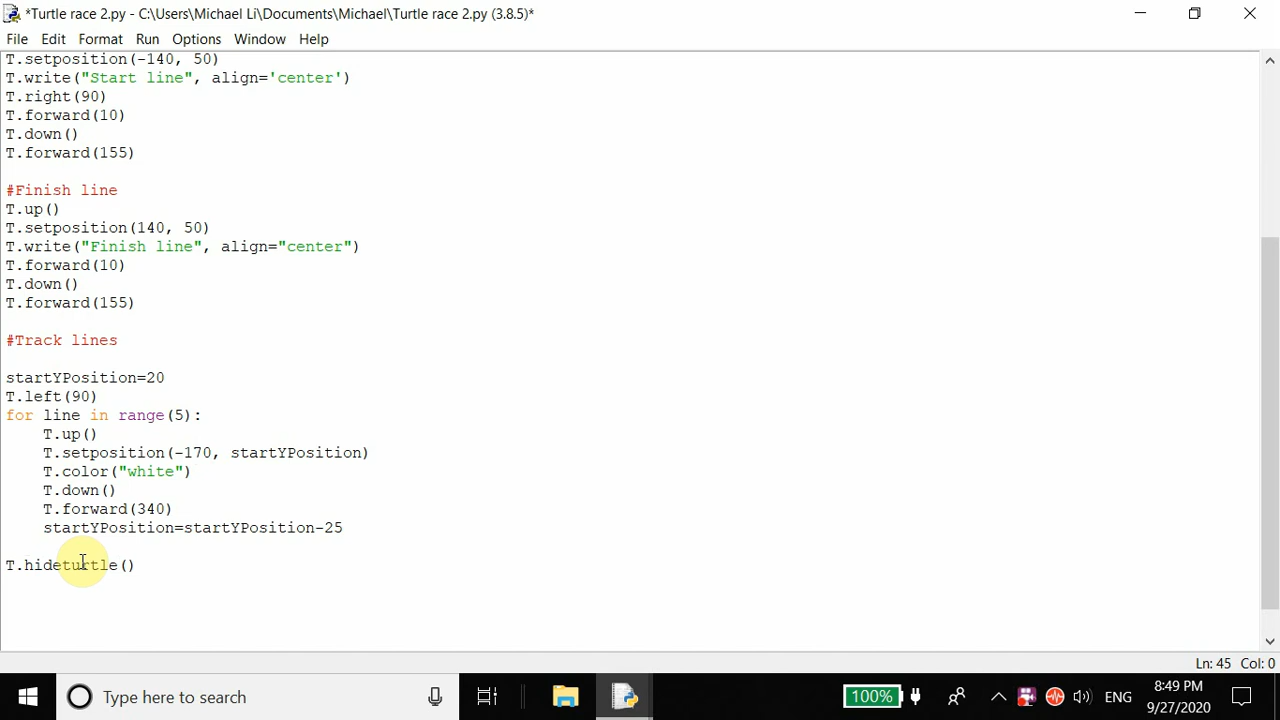 *Turtle race 2.py - C:\Users\Michael Li\Documents\Michael\Turtle race 2.py (3.8.5)*
File Edit Format Run Options Window Help
T.setposition(-140, 50)
T.write("Start line", align='center')
T.right(90)
T.forward(10)
T.down()
T.forward(155)
#Finish line
T.up()
T.setposition(140, 50)
T.write("Finish line", align="center")
T.forward(10)
T.down()
T.forward(155)
#Track lines
startYPosition=20
T.left(90)
for line in range(5):
    T.up()
    T.setposition(-170, startYPosition)
    T.color("white")
    T.down()
    T.forward(340)
    startYPosition=startYPosition-25
T.hideturtle()
Ln: 45 Col: 0
Type here to search
100%
ENG
8:49 PM
9/27/2020